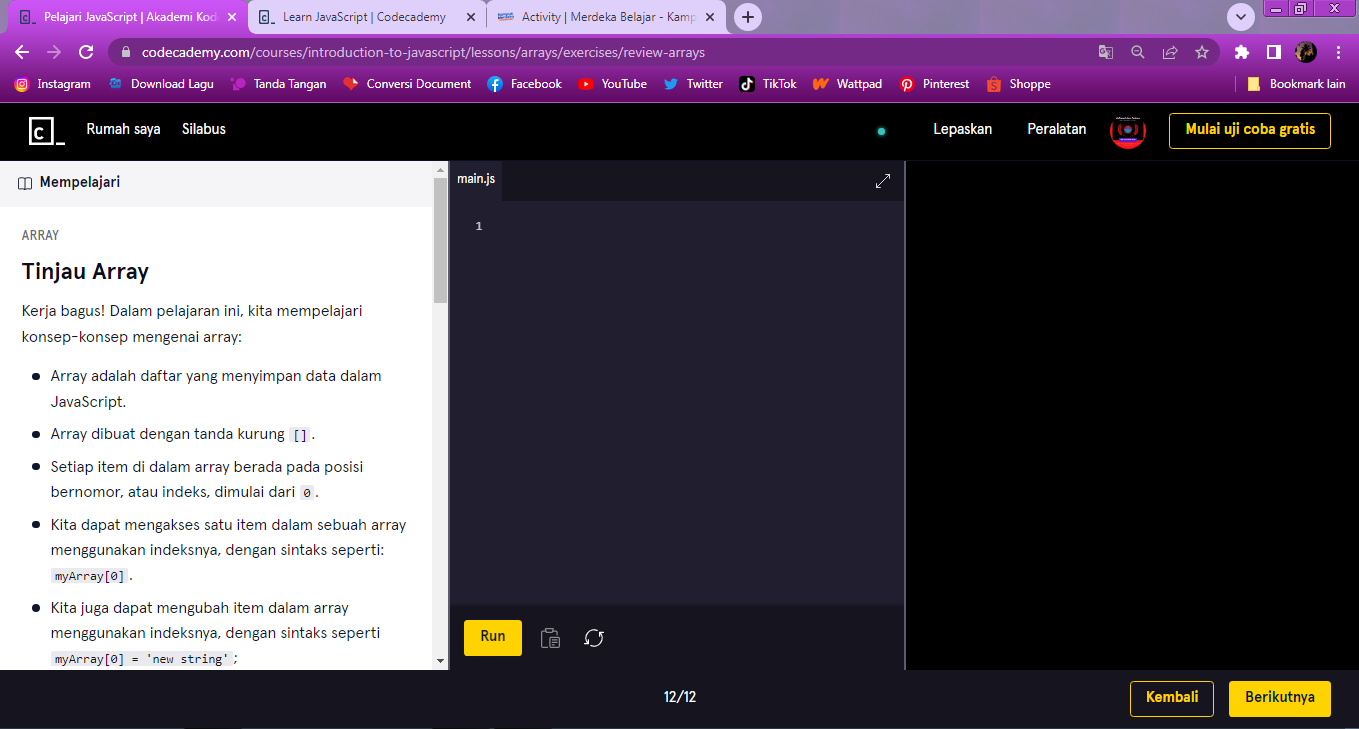 Pelajari JavaScript | Akademi Kod
Learn JavaScript | Codecademy
Activity | Merdeka Belajar - Kamp
codecademy.com/courses/introduction-to-javascript/lessons/arrays/exercises/review-arrays
Instagram
Download Lagu
Tanda Tangan
Conversi Document
Facebook
YouTube
Twitter
TikTok
Wattpad
Pinterest
Shoppe
Bookmark lain
Rumah saya
Silabus
Lepaskan
Peralatan
Mulai uji coba gratis
Mempelajari
ARRAY
Tinjau Array
Kerja bagus! Dalam pelajaran ini, kita mempelajari
konsep-konsep mengenai array:
Array adalah daftar yang menyimpan data dalam
JavaScript.
Array dibuat dengan tanda kurung [].
Setiap item di dalam array berada pada posisi
bernomor, atau indeks, dimulai dari 0.
Kita dapat mengakses satu item dalam sebuah array
menggunakan indeksnya, dengan sintaks seperti:
myArray[0].
Kita juga dapat mengubah item dalam array
menggunakan indeksnya, dengan sintaks seperti
myArray[0] = 'new string';
main.js
1
Run
12/12
Kembali
Berikutnya